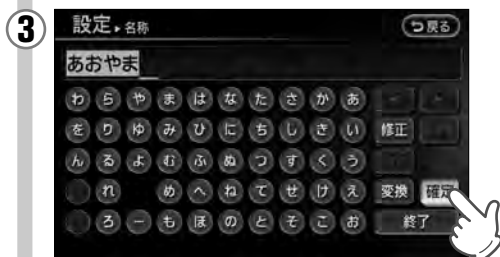 ③
設定▸名称 戻る
あおやま
わ ら や ま は な た さ か あ
を り ゆ み ひ に ち し き い 修正
ん る よ む ふ ぬ つ す く う
れ め へ ね て せ け え 変換 確定
ろ ー も ほ の と そ こ お 終了